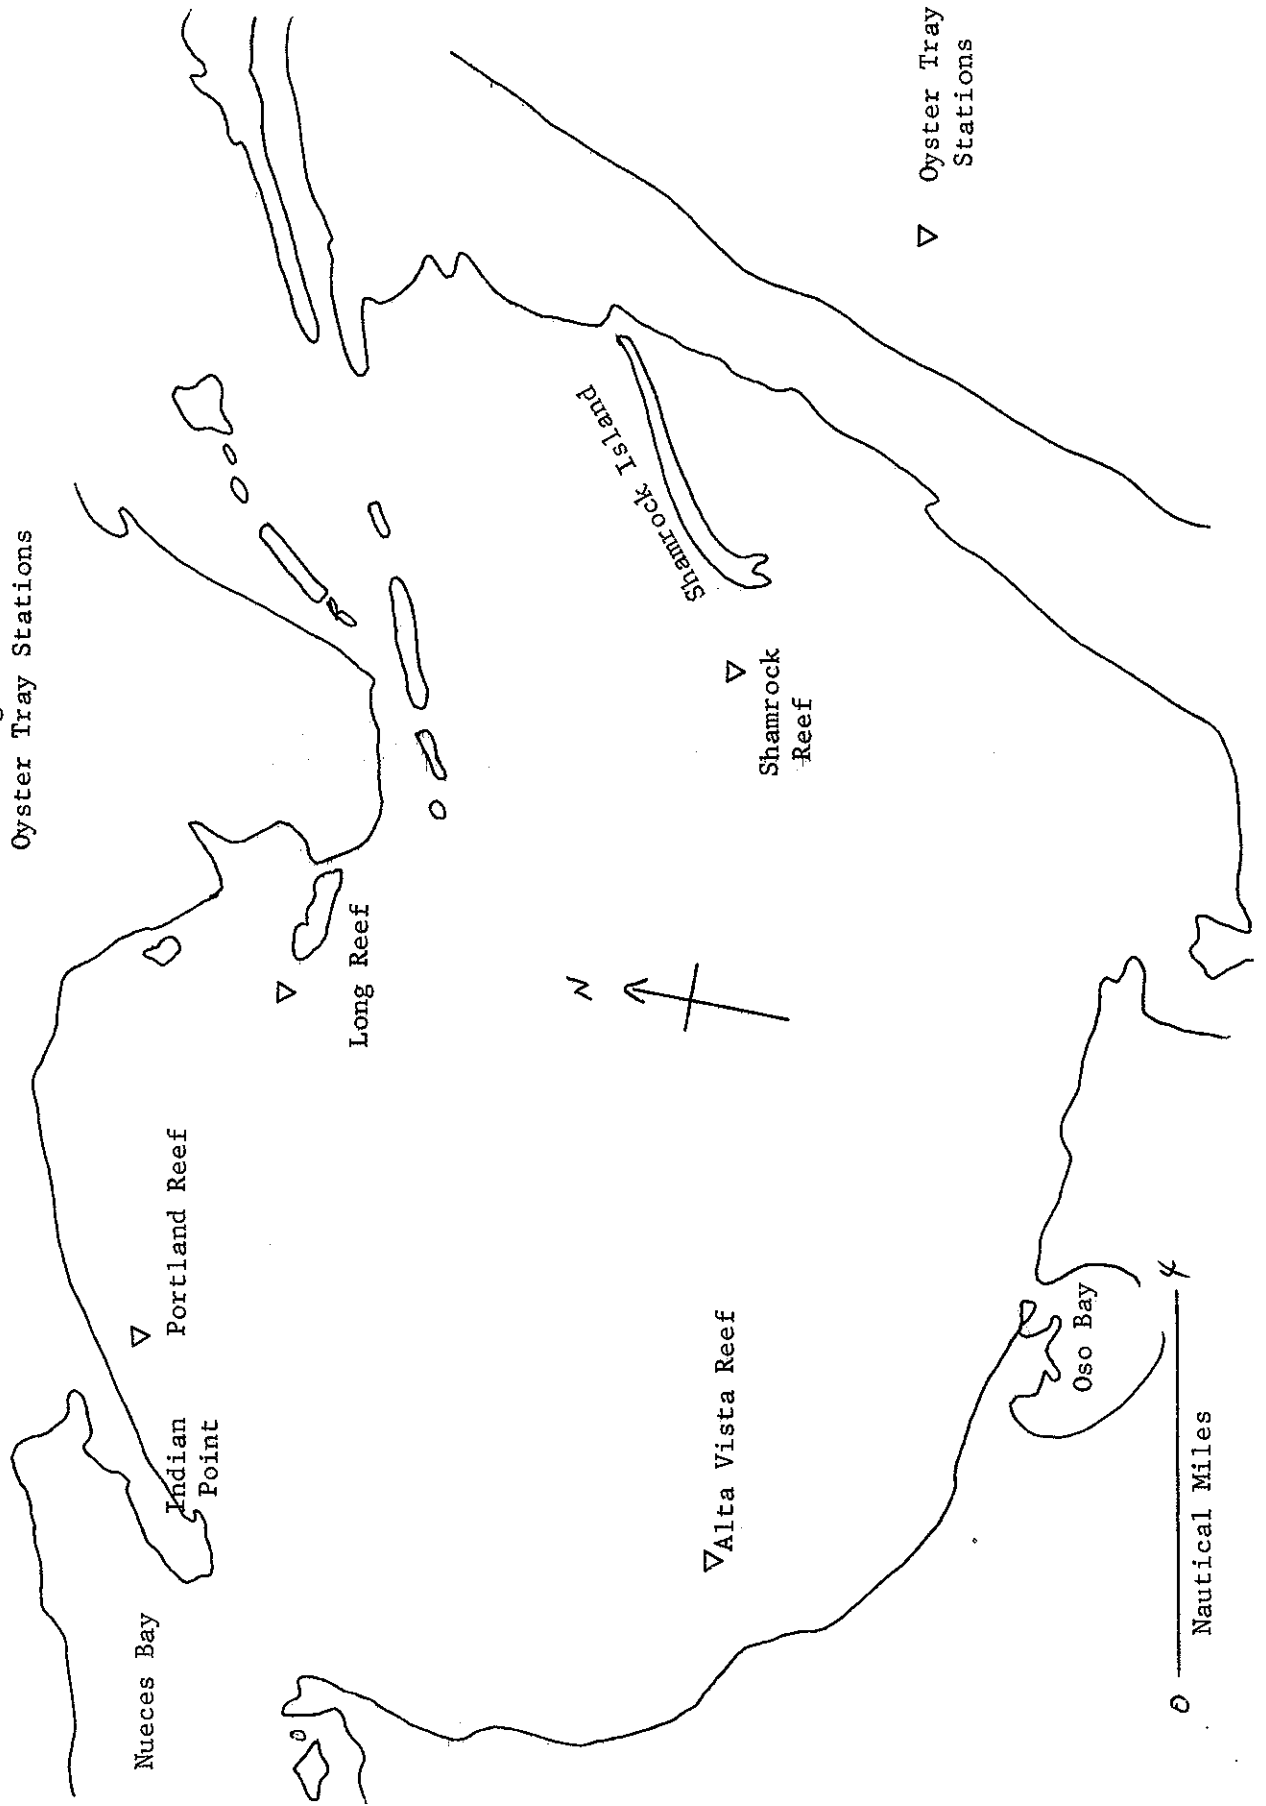 Oyster Tray Stations
Nueces Bay
Indian
Point
Portland Reef
Long Reef
N
Shamrock Island
Shamrock
Reef
Alta Vista Reef
Oso Bay
0
4
Nautical Miles
Oyster Tray
Stations